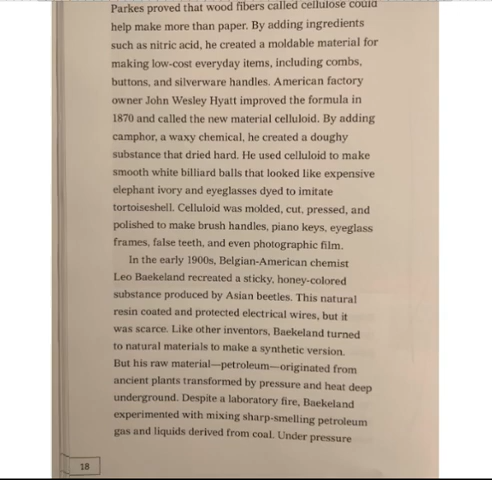 Parkes proved that wood fibers called cellulose could
help make more than paper. By adding ingredients
such as nitric acid, he created a moldable material for
making low-cost everyday items, including combs,
buttons, and silverware handles. American factory
owner John Wesley Hyatt improved the formula in
1870 and called the new material celluloid. By adding
camphor, a waxy chemical, he created a doughy
substance that dried hard. He used celluloid to make
smooth white billiard balls that looked like expensive
elephant ivory and eyeglasses dyed to imitate
tortoiseshell. Celluloid was molded, cut, pressed, and
polished to make brush handles, piano keys, eyeglass
frames, false teeth, and even photographic film.
In the early 1900s, Belgian-American chemist
Leo Baekeland recreated a sticky, honey-colored
substance produced by Asian beetles. This natural
resin coated and protected electrical wires, but it
was scarce. Like other inventors, Baekeland turned
to natural materials to make a synthetic version.
But his raw material—petroleum—originated from
ancient plants transformed by pressure and heat deep
underground. Despite a laboratory fire, Baekeland
experimented with mixing sharp-smelling petroleum
gas and liquids derived from coal. Under pressure
18